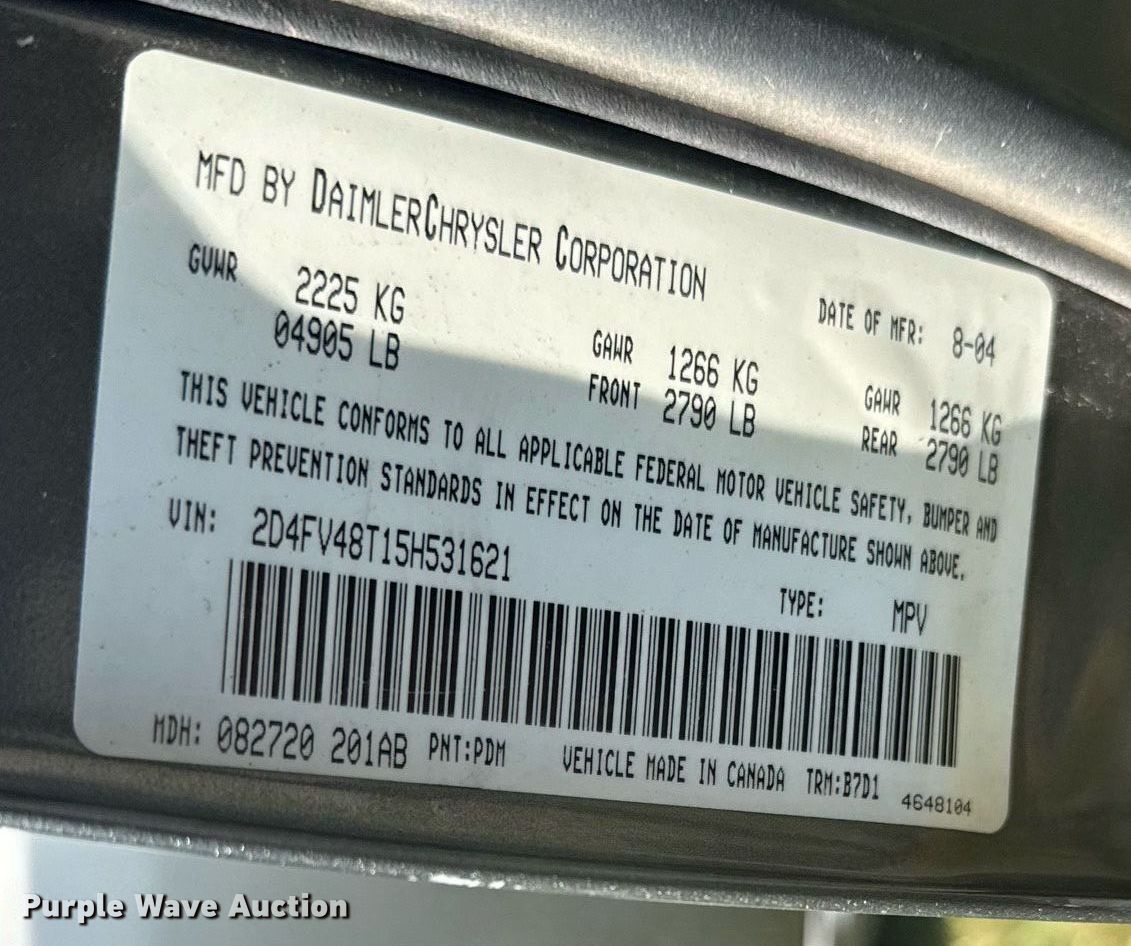 MFD BY DAIMLERCHRYSLER CORPORATION
DATE OF MFR: 8-04
GVWR 2225 KG
04905 LB
GAWR 1266 KG
FRONT 2790 LB
GAWR 1266 KG
REAR 2790 LB
THIS VEHICLE CONFORMS TO ALL APPLICABLE FEDERAL MOTOR VEHICLE SAFETY, BUMPER AND
THEFT PREVENTION STANDARDS IN EFFECT ON THE DATE OF MANUFACTURE SHOWN ABOVE.
VIN: 2D4FV48T15H531621
TYPE: MPV
MDH: 082720 201AB PNT:PDM VEHICLE MADE IN CANADA TRM:B7D1
4648104
Purple Wave Auction